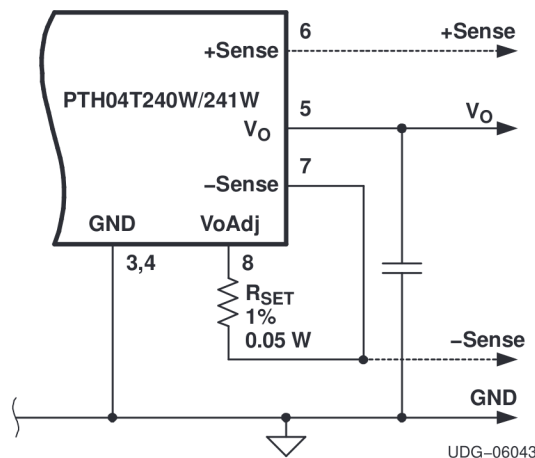 6
+Sense
+Sense
PTH04T240W/241W
5
VO
VO
7
−Sense
GND
VoAdj
3,4
8
RSET
1%
0.05 W
−Sense
GND
UDG−06043